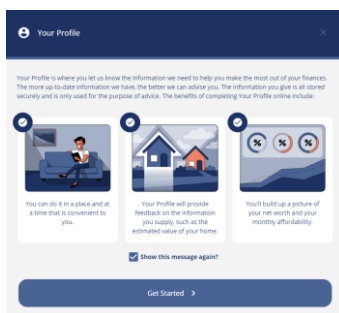 Your Profile
Your Profile is where you let us know the information we need to help you make the most out of your finances.
The more up-to-date information we have, the better we can advise you. The information you give is all stored
securely and is only used for the purpose of advice. The benefits of completing Your Profile online include:
% % %
You can do it in a place and at
a time that is convenient to
you.
Your Profile will provide
feedback on the information
you supply, such as the
estimated value of your home.
You'll build up a picture of
your net worth and your
monthly affordability.
Show this message again?
Get Started >